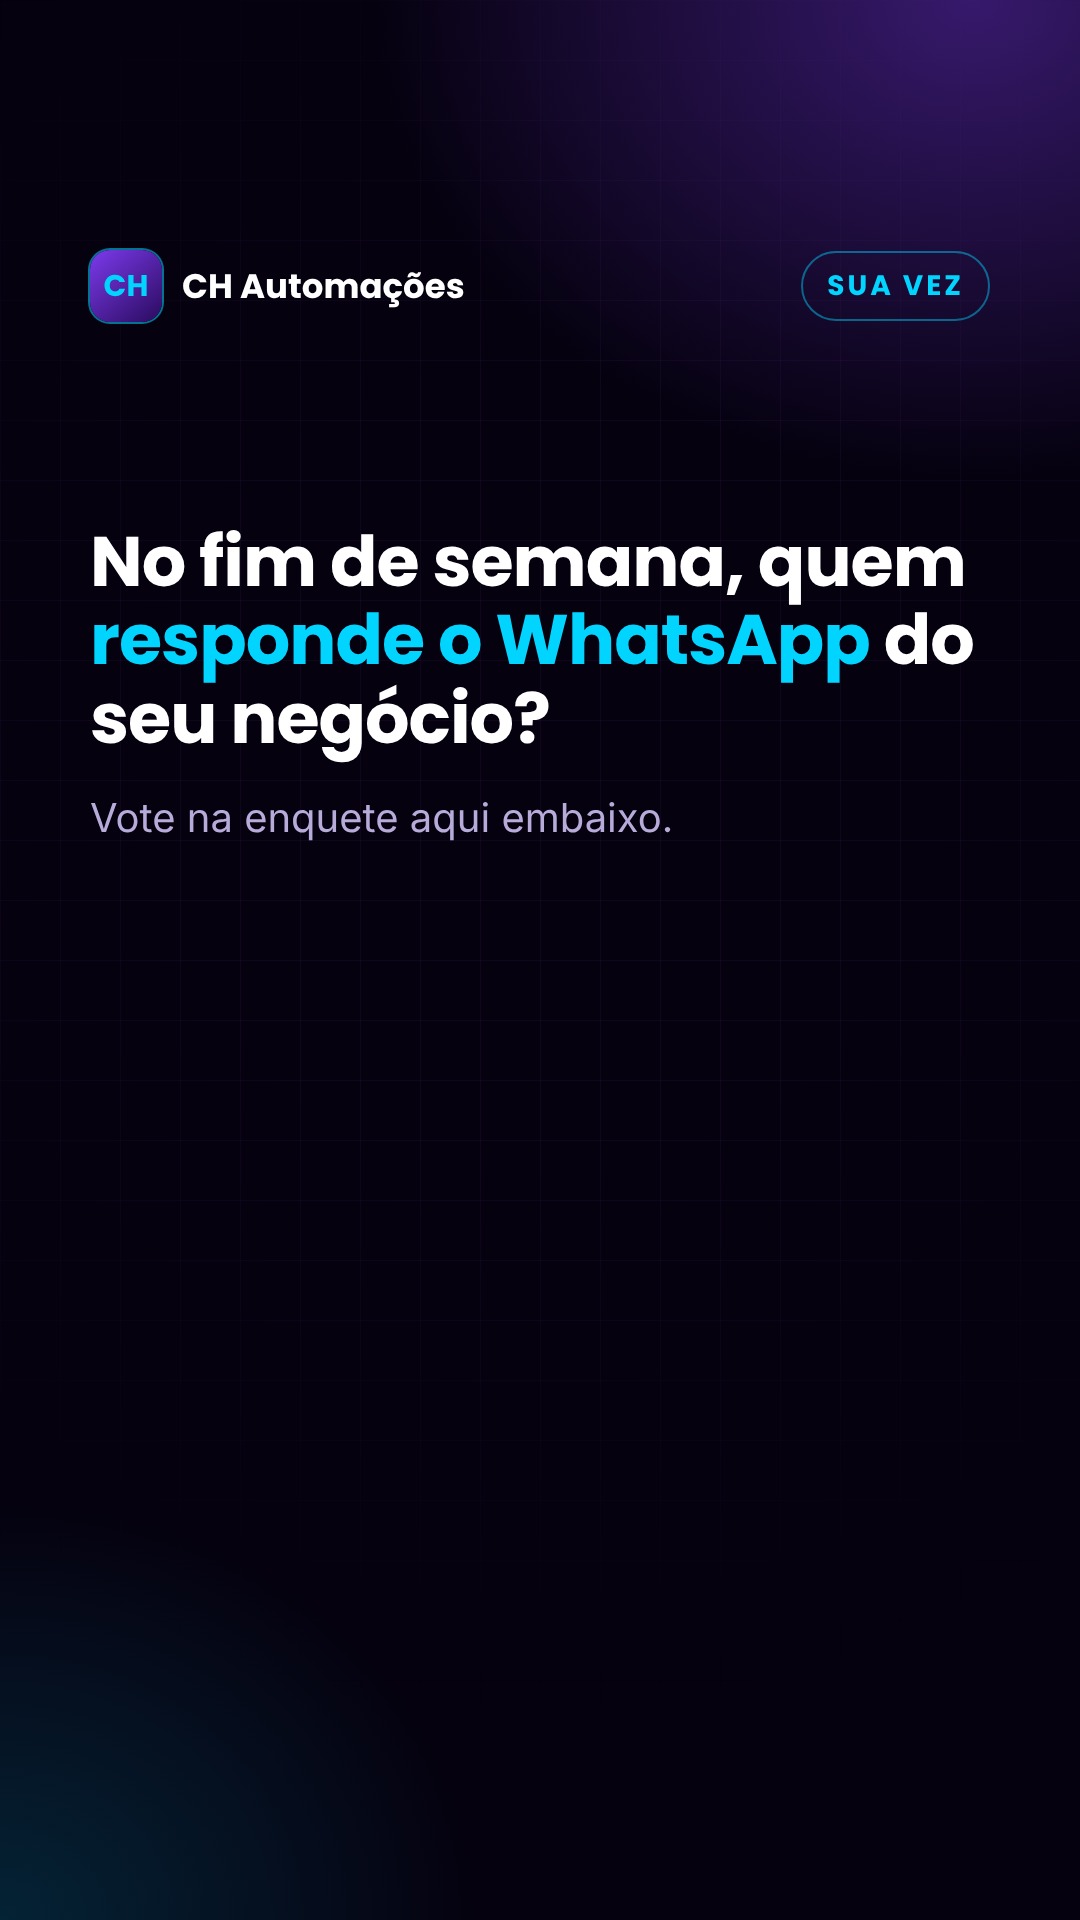 CH
CH Automações
SUA VEZ
No fim de semana, quem
responde o WhatsApp do
seu negócio?
Vote na enquete aqui embaixo.